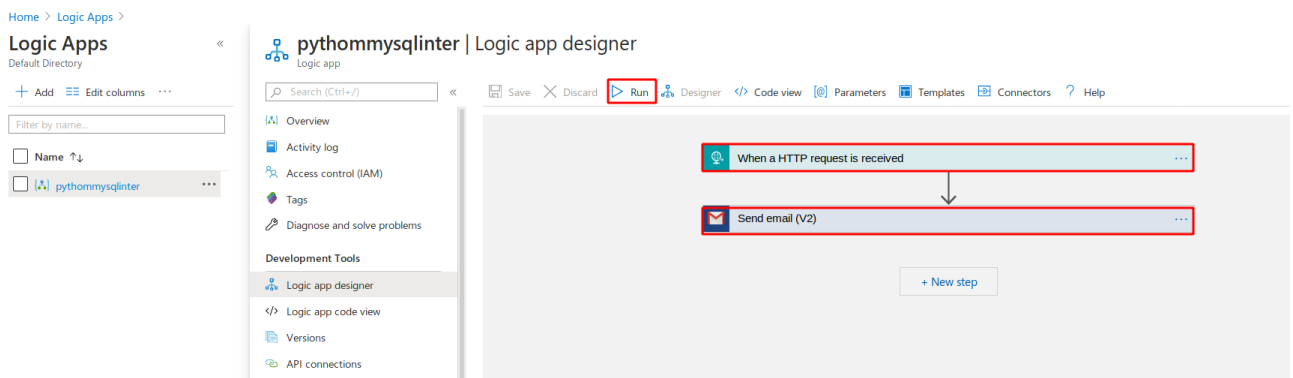 Home > Logic Apps >
Logic Apps «
Default Directory
+ Add Edit columns ···
Filter by name...
Name ↑↓
pythommysqlinter ···
pythommysqlinter | Logic app designer
Logic app
Search (Ctrl+/) «
Overview
Activity log
Access control (IAM)
Tags
Diagnose and solve problems
Development Tools
Logic app designer
</> Logic app code view
Versions
API connections
Save Discard Run Designer </> Code view [@] Parameters Templates Connectors ? Help
When a HTTP request is received ···
Send email (V2) ···
+ New step